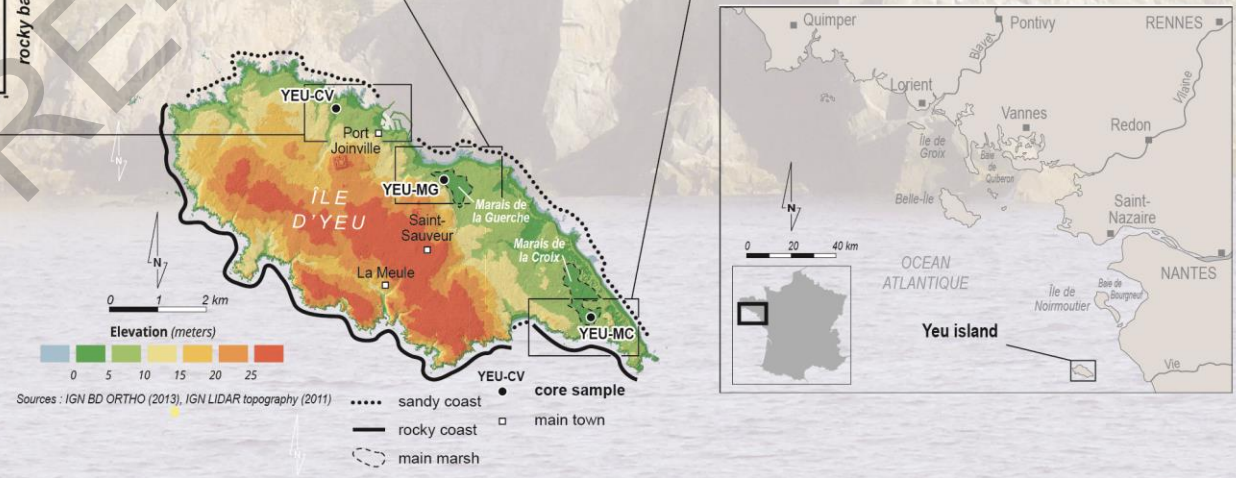 rocky ba
RE
YEU-CV
Port
Joinville
YEU-MG
ÎLE
D'YEU
Marais de
la Guerche
Saint-
Sauveur
Marais de
la Croix
La Meule
N
0 1 2 km
YEU-MC
Elevation (meters)
0 5 10 15 20 25
Sources : IGN BD ORTHO (2013), IGN LIDAR topography (2011)
sandy coast
rocky coast
main marsh
YEU-CV
core sample
main town
N
N
Quimper
Pontivy
RENNES
Blavet
Lorient
Vilaine
Vannes
Redon
Île de
Groix
Baie
de
Quiberon
Belle-Île
N
Saint-
Nazaire
0 20 40 km
OCEAN
ATLANTIQUE
NANTES
Île de
Noirmoutier
Baie de
Bourgneuf
Yeu island
Vie